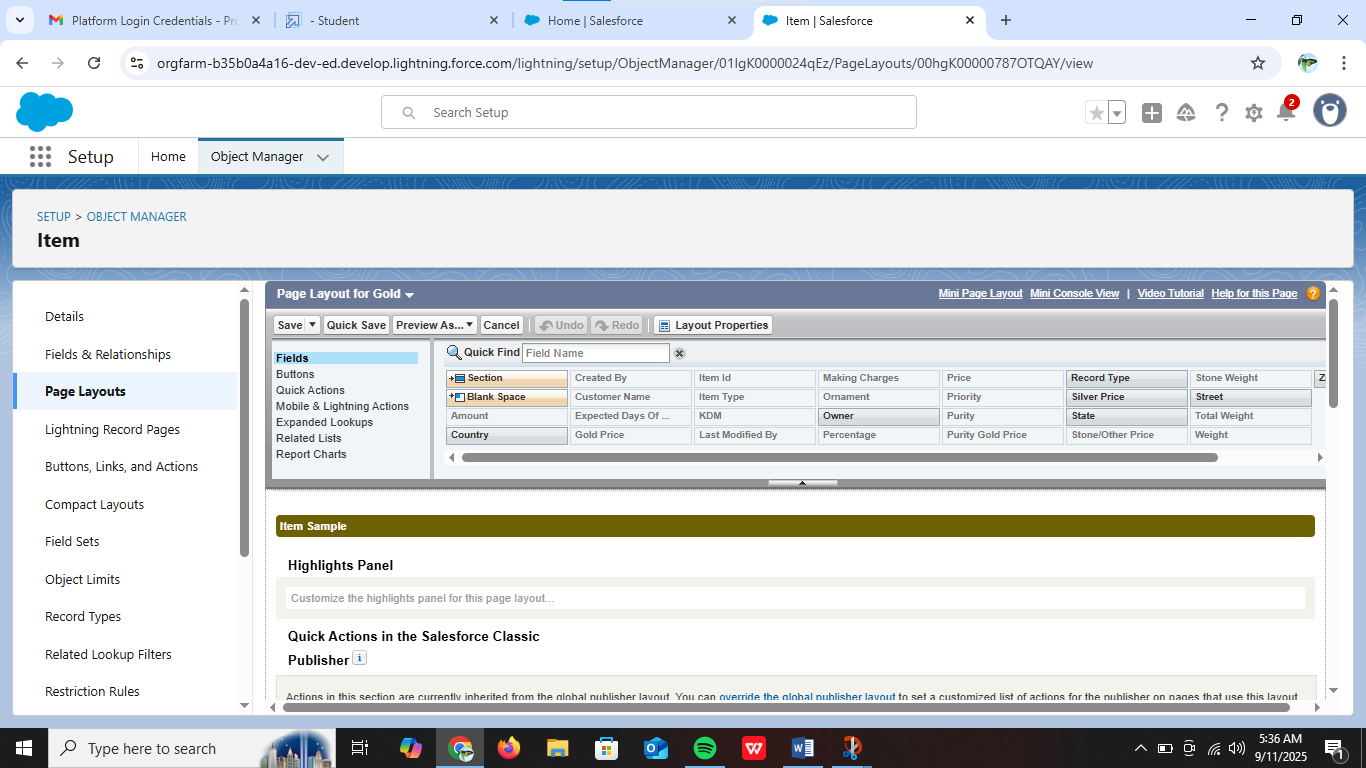 Platform Login Credentials - Pro
- Student
Home | Salesforce
Item | Salesforce
orgfarm-b35b0a4a16-dev-ed.develop.lightning.force.com/lightning/setup/ObjectManager/01IgK0000024qEz/PageLayouts/00hgK00000787OTQAY/view
Search Setup
2
Setup
Home
Object Manager
SETUP > OBJECT MANAGER
Item
Details
Fields & Relationships
Page Layouts
Lightning Record Pages
Buttons, Links, and Actions
Compact Layouts
Field Sets
Object Limits
Record Types
Related Lookup Filters
Restriction Rules
Page Layout for Gold
Mini Page Layout Mini Console View | Video Tutorial Help for this Page ?
Save Quick Save Preview As... Cancel Undo Redo Layout Properties
Fields
Buttons
Quick Actions
Mobile & Lightning Actions
Expanded Lookups
Related Lists
Report Charts
Quick Find Field Name
Section Created By Item Id Making Charges Price Record Type Stone Weight Z
Blank Space Customer Name Item Type Ornament Priority Silver Price Street
Amount Expected Days Of ... KDM Owner Purity State Total Weight
Country Gold Price Last Modified By Percentage Purity Gold Price Stone/Other Price Weight
Item Sample
Highlights Panel
Customize the highlights panel for this page layout...
Quick Actions in the Salesforce Classic
Publisher i
Actions in this section are currently inherited from the global publisher layout. You can override the global publisher layout to set a customized list of actions for the publisher on pages that use this layout
Type here to search
5:36 AM
9/11/2025
1